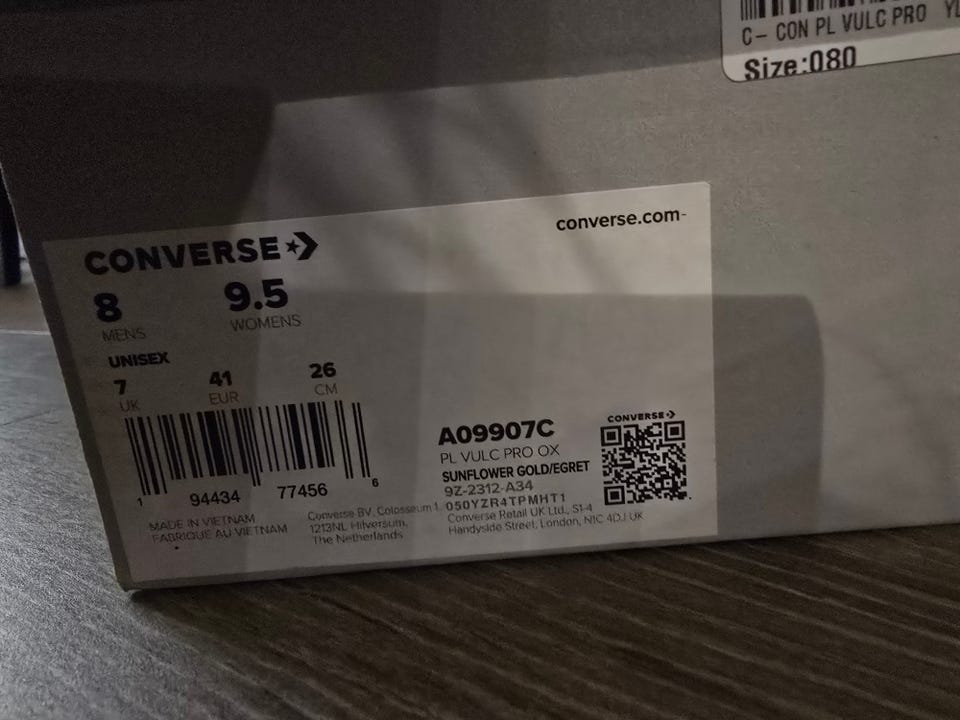 C- CON PL VULC PRO YL
Size:080
converse.com
CONVERSE
8 9.5
MENS WOMENS
UNISEX
7 41 26
UK EUR CM
1 94434 77456 6
CONVERSE
A09907C
PL VULC PRO OX
SUNFLOWER GOLD/EGRET
9Z-2312-A34
050YZR4TPMHT1
MADE IN VIETNAM
FABRIQUE AU VIETNAM
Converse BV, Colosseum 1,
1213NL Hilversum,
The Netherlands
Converse Retail UK Ltd., S1-4
Handyside Street, London, N1C 4DJ UK